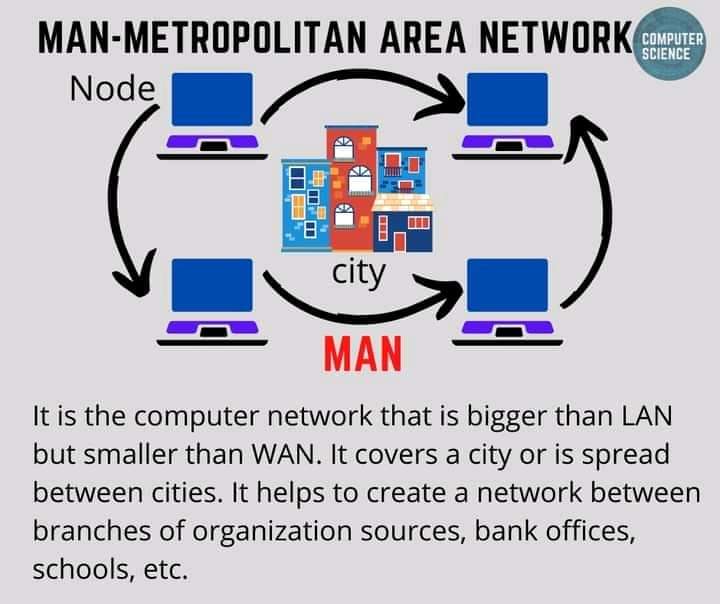 MAN-METROPOLITAN AREA NETWORK
COMPUTER
SCIENCE
Node
city
MAN
It is the computer network that is bigger than LAN
but smaller than WAN. It covers a city or is spread
between cities. It helps to create a network between
branches of organization sources, bank offices,
schools, etc.